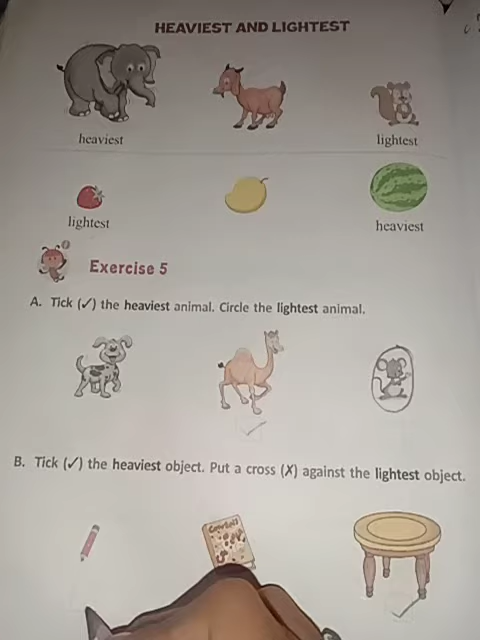 HEAVIEST AND LIGHTEST
heaviest
lightest
lightest
heaviest
Exercise 5
A. Tick (✓) the heaviest animal. Circle the lightest animal.
B. Tick (✓) the heaviest object. Put a cross (✗) against the lightest object.